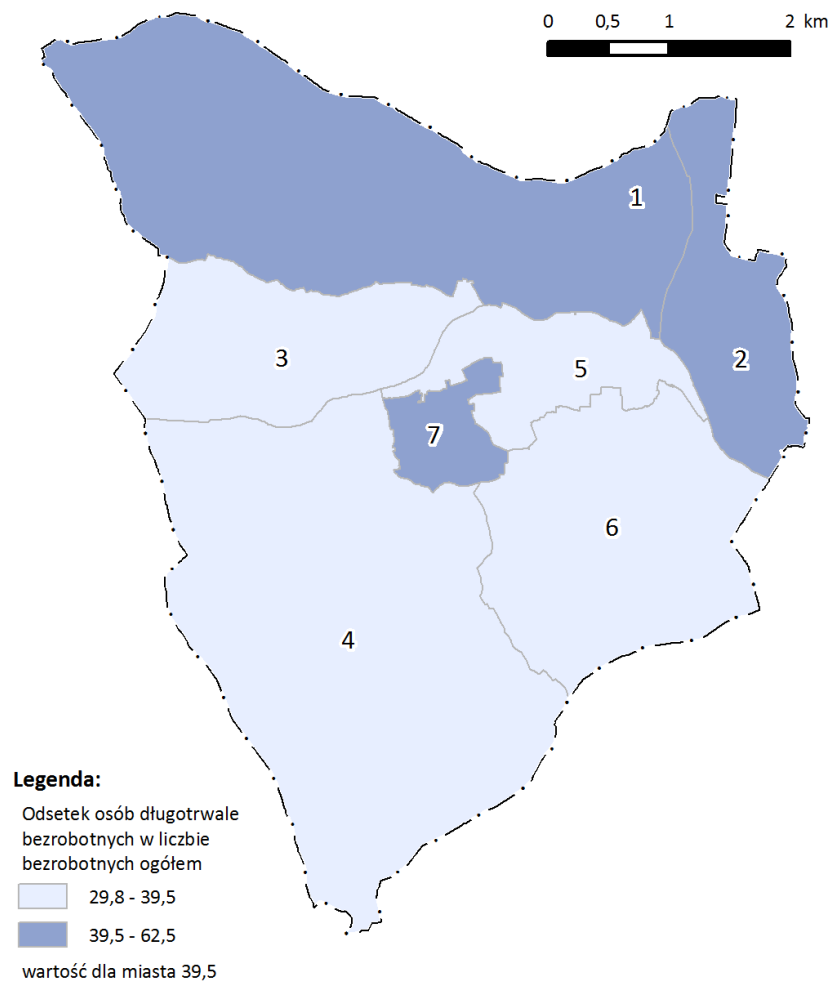 0 0,5 1 2 km
1
2
3
5
7
6
4
Legenda:
Odsetek osób długotrwale
bezrobotnych w liczbie
bezrobotnych ogółem
29,8 - 39,5
39,5 - 62,5
wartość dla miasta 39,5